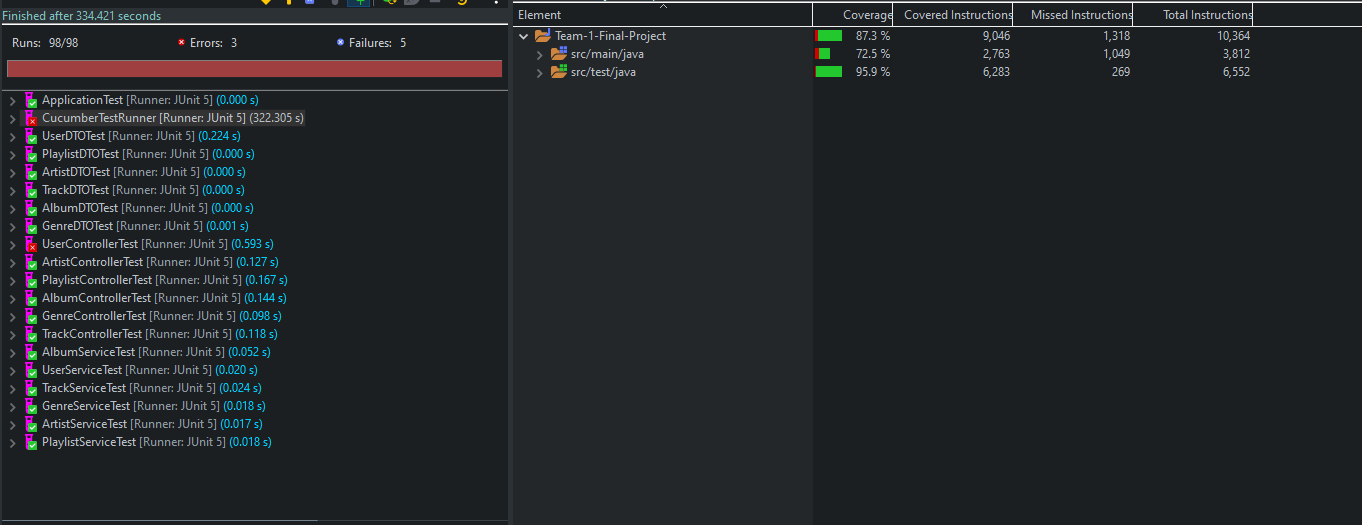 Finished after 334.421 seconds
Runs: 98/98 Errors: 3 Failures: 5
ApplicationTest [Runner: JUnit 5] (0.000 s)
CucumberTestRunner [Runner: JUnit 5] (322.305 s)
UserDTOTest [Runner: JUnit 5] (0.224 s)
PlaylistDTOTest [Runner: JUnit 5] (0.000 s)
ArtistDTOTest [Runner: JUnit 5] (0.000 s)
TrackDTOTest [Runner: JUnit 5] (0.000 s)
AlbumDTOTest [Runner: JUnit 5] (0.000 s)
GenreDTOTest [Runner: JUnit 5] (0.001 s)
UserControllerTest [Runner: JUnit 5] (0.593 s)
ArtistControllerTest [Runner: JUnit 5] (0.127 s)
PlaylistControllerTest [Runner: JUnit 5] (0.167 s)
AlbumControllerTest [Runner: JUnit 5] (0.144 s)
GenreControllerTest [Runner: JUnit 5] (0.098 s)
TrackControllerTest [Runner: JUnit 5] (0.118 s)
AlbumServiceTest [Runner: JUnit 5] (0.052 s)
UserServiceTest [Runner: JUnit 5] (0.020 s)
TrackServiceTest [Runner: JUnit 5] (0.024 s)
GenreServiceTest [Runner: JUnit 5] (0.018 s)
ArtistServiceTest [Runner: JUnit 5] (0.017 s)
PlaylistServiceTest [Runner: JUnit 5] (0.018 s)
Element Coverage Covered Instructions Missed Instructions Total Instructions
Team-1-Final-Project 87.3 % 9,046 1,318 10,364
src/main/java 72.5 % 2,763 1,049 3,812
src/test/java 95.9 % 6,283 269 6,552